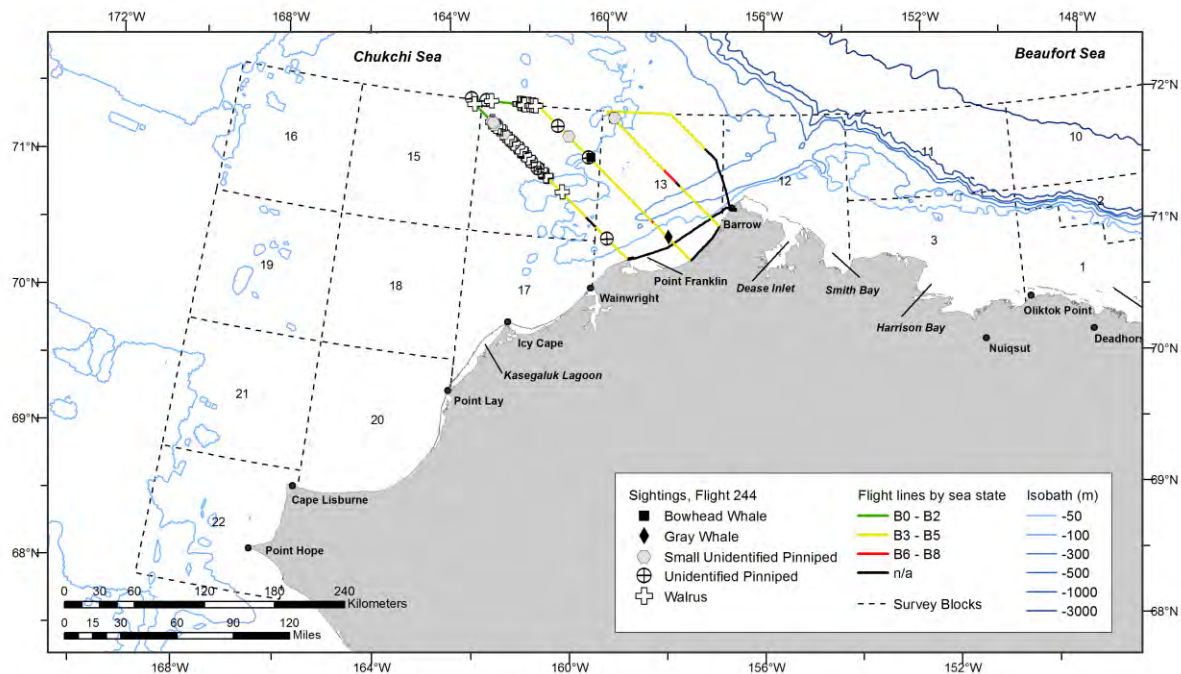 172°W 168°W 164°W 160°W 156°W 152°W 148°W
Chukchi Sea Beaufort Sea
72°N
71°N
71°N
70°N
70°N
69°N
69°N
68°N
68°N
16
15
10
11
13
12
2
3
1
19
18
17
21
20
22
Barrow
Point Franklin
Dease Inlet
Smith Bay
Wainwright
Harrison Bay
Oliktok Point
Nuiqsut
Deadhors
Icy Cape
Kasegaluk Lagoon
Point Lay
Cape Lisburne
Point Hope
Sightings, Flight 244
Bowhead Whale
Gray Whale
Small Unidentified Pinniped
Unidentified Pinniped
Walrus
Flight lines by sea state
B0 - B2
B3 - B5
B6 - B8
n/a
Survey Blocks
Isobath (m)
-50
-100
-300
-500
-1000
-3000
0 30 60 120 180 240
Kilometers
0 15 30 60 90 120
Miles
168°W 164°W 160°W 156°W 152°W